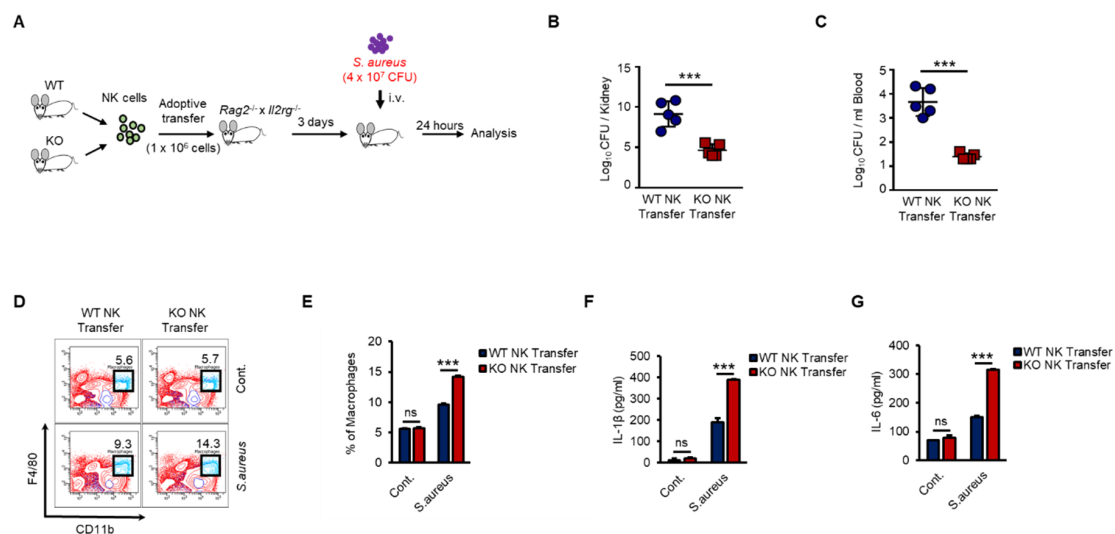 A
WT
KO
NK cells
Adoptive
transfer
(1 x 10⁶ cells)
Rag2⁻/⁻ x Il2rg⁻/⁻
3 days
S. aureus
(4 x 10⁷ CFU)
i.v.
24 hours
Analysis
B
Log₁₀ CFU / Kidney
15
10
5
0
***
WT NK
Transfer
KO NK
Transfer
C
Log₁₀ CFU / ml Blood
5
4
3
2
1
0
***
WT NK
Transfer
KO NK
Transfer
D
WT NK
Transfer
KO NK
Transfer
5.6
Macrophages
5.7
Macrophages
Cont.
9.3
Macrophages
14.3
Macrophages
S.aureus
F4/80
CD11b
E
% of Macrophages
20
15
10
5
0
ns
***
Cont.
S.aureus
WT NK Transfer
KO NK Transfer
F
IL-1β (pg/ml)
500
400
300
200
100
0
ns
***
Cont.
S.aureus
WT NK Transfer
KO NK Transfer
G
IL-6 (pg/ml)
400
300
200
100
0
ns
***
Cont.
S.aureus
WT NK Transfer
KO NK Transfer